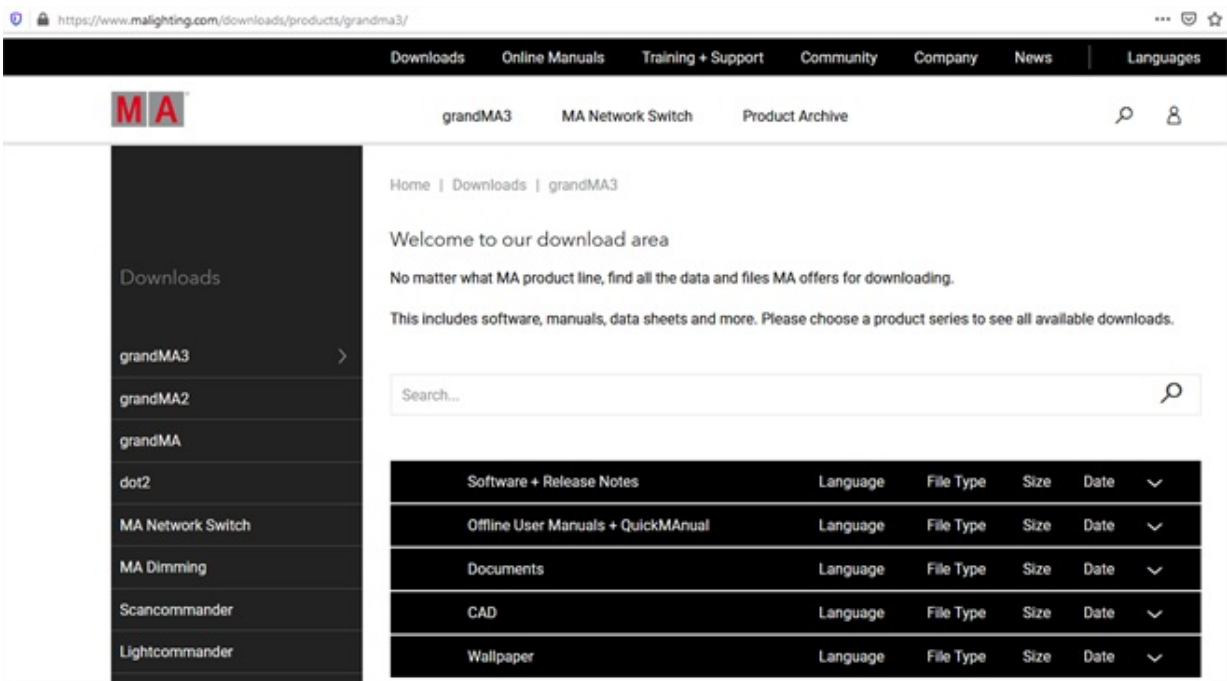 https://www.malighting.com/downloads/products/grandma3/
Downloads Online Manuals Training + Support Community Company News Languages
MA
grandMA3 MA Network Switch Product Archive
Home | Downloads | grandMA3
Welcome to our download area
No matter what MA product line, find all the data and files MA offers for downloading.
This includes software, manuals, data sheets and more. Please choose a product series to see all available downloads.
Search...
Downloads
grandMA3
grandMA2
grandMA
dot2
MA Network Switch
MA Dimming
Scancommander
Lightcommander
Software + Release Notes Language File Type Size Date
Offline User Manuals + QuickMAnual Language File Type Size Date
Documents Language File Type Size Date
CAD Language File Type Size Date
Wallpaper Language File Type Size Date